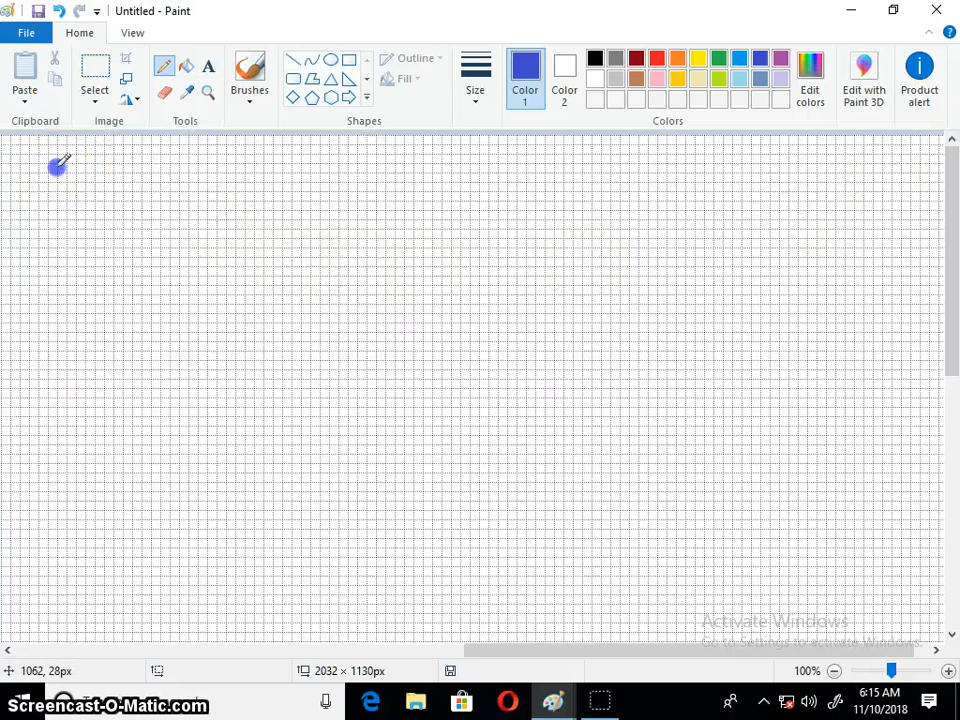 Untitled - Paint
File Home View
Paste
Clipboard
Select
Image
A
Tools
Brushes
Outline
Fill
Shapes
Size
Color 1
Color 2
Edit colors
Colors
Edit with Paint 3D
Product alert
Activate Windows
Go to Settings to activate Windows.
1062, 28px
2032 × 1130px
100%
Screencast-O-Matic.com
6:15 AM
11/10/2018